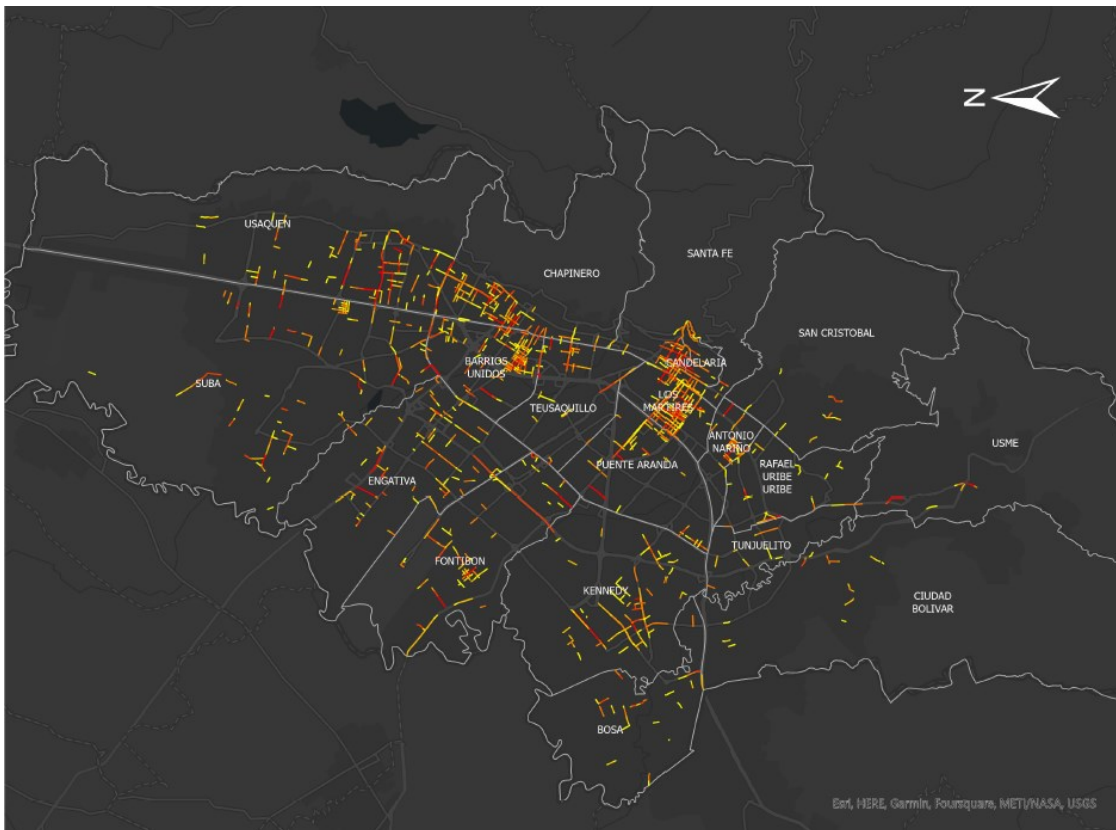 N
USAQUEN
SANTA FE
CHAPINERO
SAN CRISTOBAL
BARRIOS
UNIDOS
CANDELARIA
SUBA
LOS
MARTIRES
TEUSAQUILLO
ANTONIO
NARIÑO
USME
PUENTE ARANDA
RAFAEL
URIBE
URIBE
ENGATIVA
TUNJUELITO
FONTIBON
KENNEDY
CIUDAD
BOLIVAR
BOSA
Esri, HERE, Garmin, Foursquare, METI/NASA, USGS